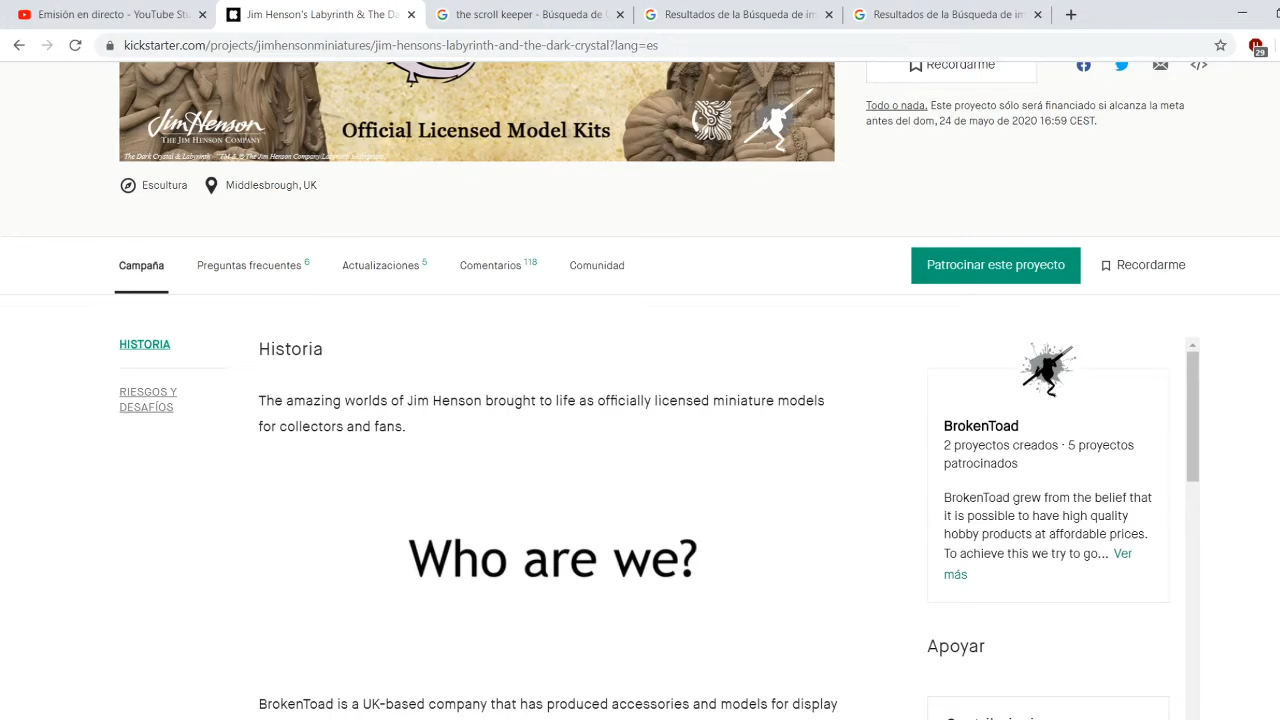 Emisión en directo - YouTube Stu
Jim Henson's Labyrinth & The Da
the scroll keeper - Búsqueda de G
Resultados de la Búsqueda de im
Resultados de la Búsqueda de im
kickstarter.com/projects/jimhensonminiatures/jim-hensons-labyrinth-and-the-dark-crystal?lang=es
29
Recordarme
Jim Henson
THE JIM HENSON COMPANY
Official Licensed Model Kits
Todo o nada. Este proyecto sólo será financiado si alcanza la meta
antes del dom, 24 de mayo de 2020 16:59 CEST.
Escultura
Middlesbrough, UK
Campaña
Preguntas frecuentes 6
Actualizaciones 5
Comentarios 118
Comunidad
Patrocinar este proyecto
Recordarme
HISTORIA
RIESGOS Y
DESAFÍOS
Historia
The amazing worlds of Jim Henson brought to life as officially licensed miniature models
for collectors and fans.
Who are we?
BrokenToad is a UK-based company that has produced accessories and models for display
BrokenToad
2 proyectos creados · 5 proyectos
patrocinados
BrokenToad grew from the belief that
it is possible to have high quality
hobby products at affordable prices.
To achieve this we try to go... Ver
más
Apoyar